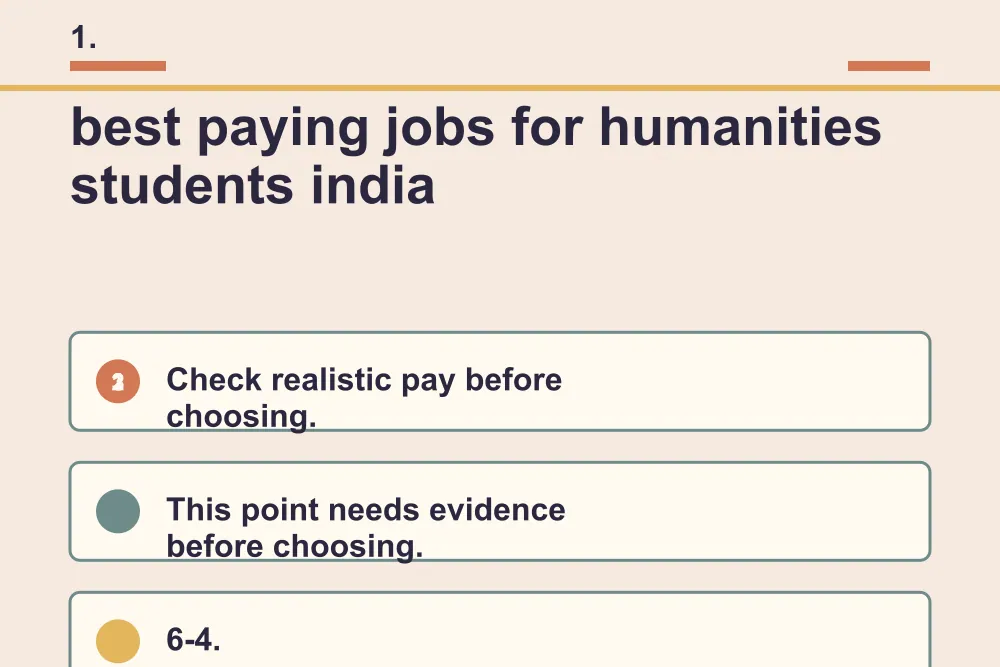 1.
best paying jobs for humanities
students india
Check realistic pay before
choosing.
This point needs evidence
before choosing.
6-4.